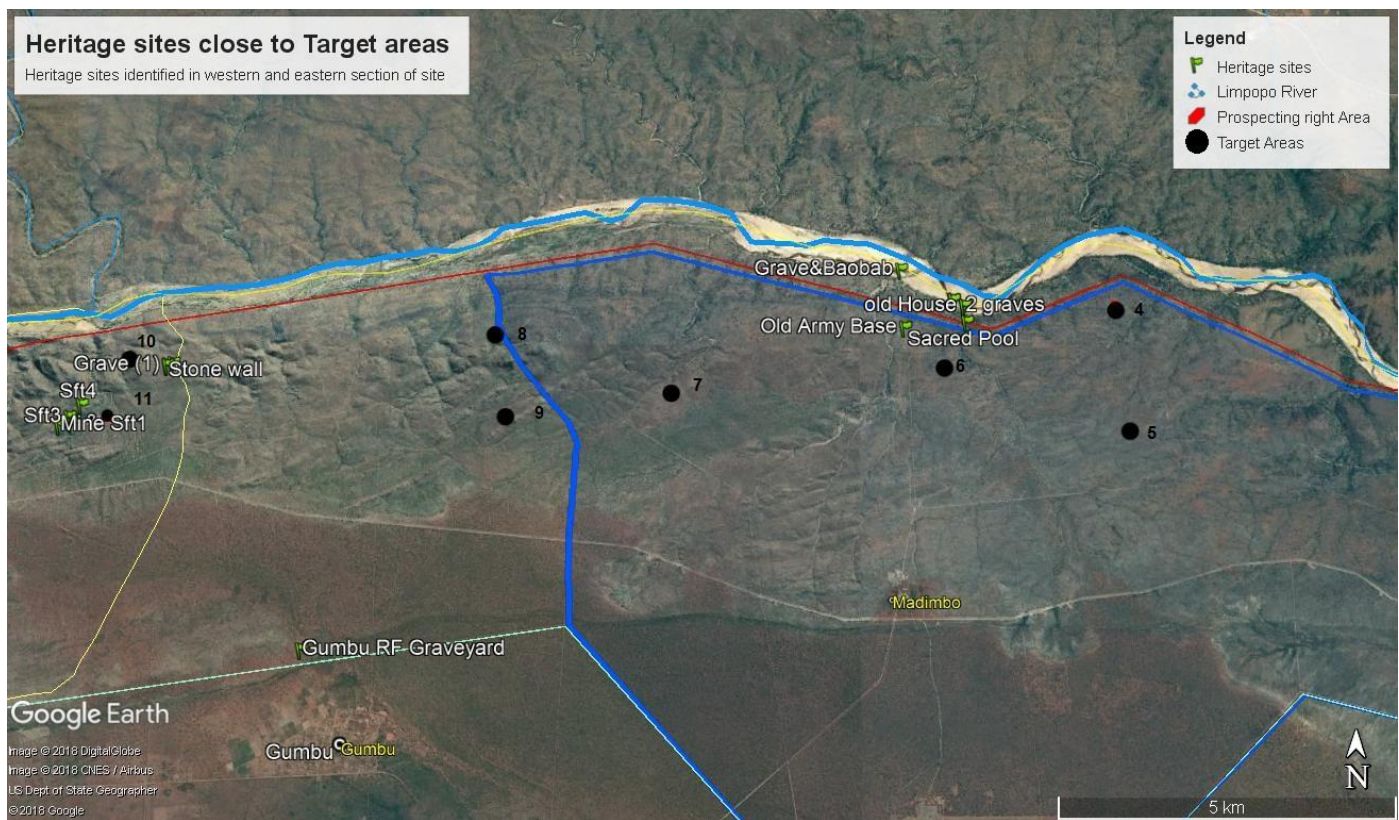 Heritage sites close to Target areas
Heritage sites identified in western and eastern section of site
Legend
Heritage sites
Limpopo River
Prospecting right Area
Target Areas
Grave&Baobab
old House 2 graves
Old Army Base
Sacred Pool
4
10
8
Grave (1)
Stone wall
6
7
Sft4
11
Sft3
Mine Sft1
9
5
Madimbo
Gumbu RF Graveyard
Google Earth
Gumbu
Gumbu
Image © 2018 DigitalGlobe
Image © 2018 CNES / Airbus
US Dept of State Geographer
© 2018 Google
N
5 km